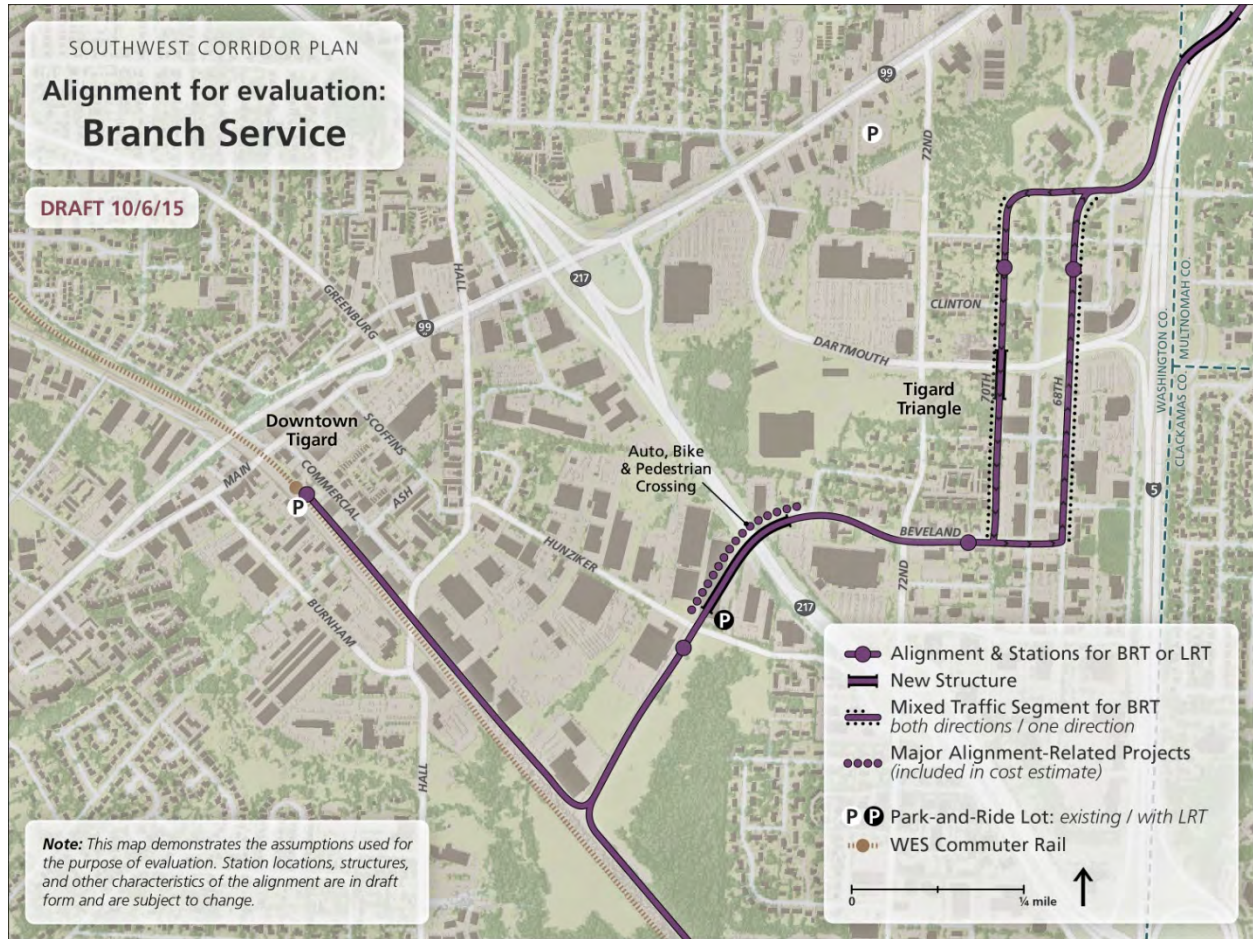 SOUTHWEST CORRIDOR PLAN
Alignment for evaluation:
Branch Service
DRAFT 10/6/15
99
P
72ND
HALL
217
GREENBURG
99
CLINTON
DARTMOUTH
WASHINGTON CO.
MULTNOMAH CO.
CLACKAMAS CO.
Tigard
Triangle
70TH
68TH
Downtown
Tigard
SCOFFINS
MAIN
COMMERCIAL
ASH
P
Auto, Bike
& Pedestrian
Crossing
5
BEVELAND
HUNZIKER
72ND
217
P
BURNHAM
HALL
Alignment & Stations for BRT or LRT
New Structure
Mixed Traffic Segment for BRT
both directions / one direction
Major Alignment-Related Projects
(included in cost estimate)
P P Park-and-Ride Lot: existing / with LRT
WES Commuter Rail
0 ¼ mile
Note: This map demonstrates the assumptions used for
the purpose of evaluation. Station locations, structures,
and other characteristics of the alignment are in draft
form and are subject to change.